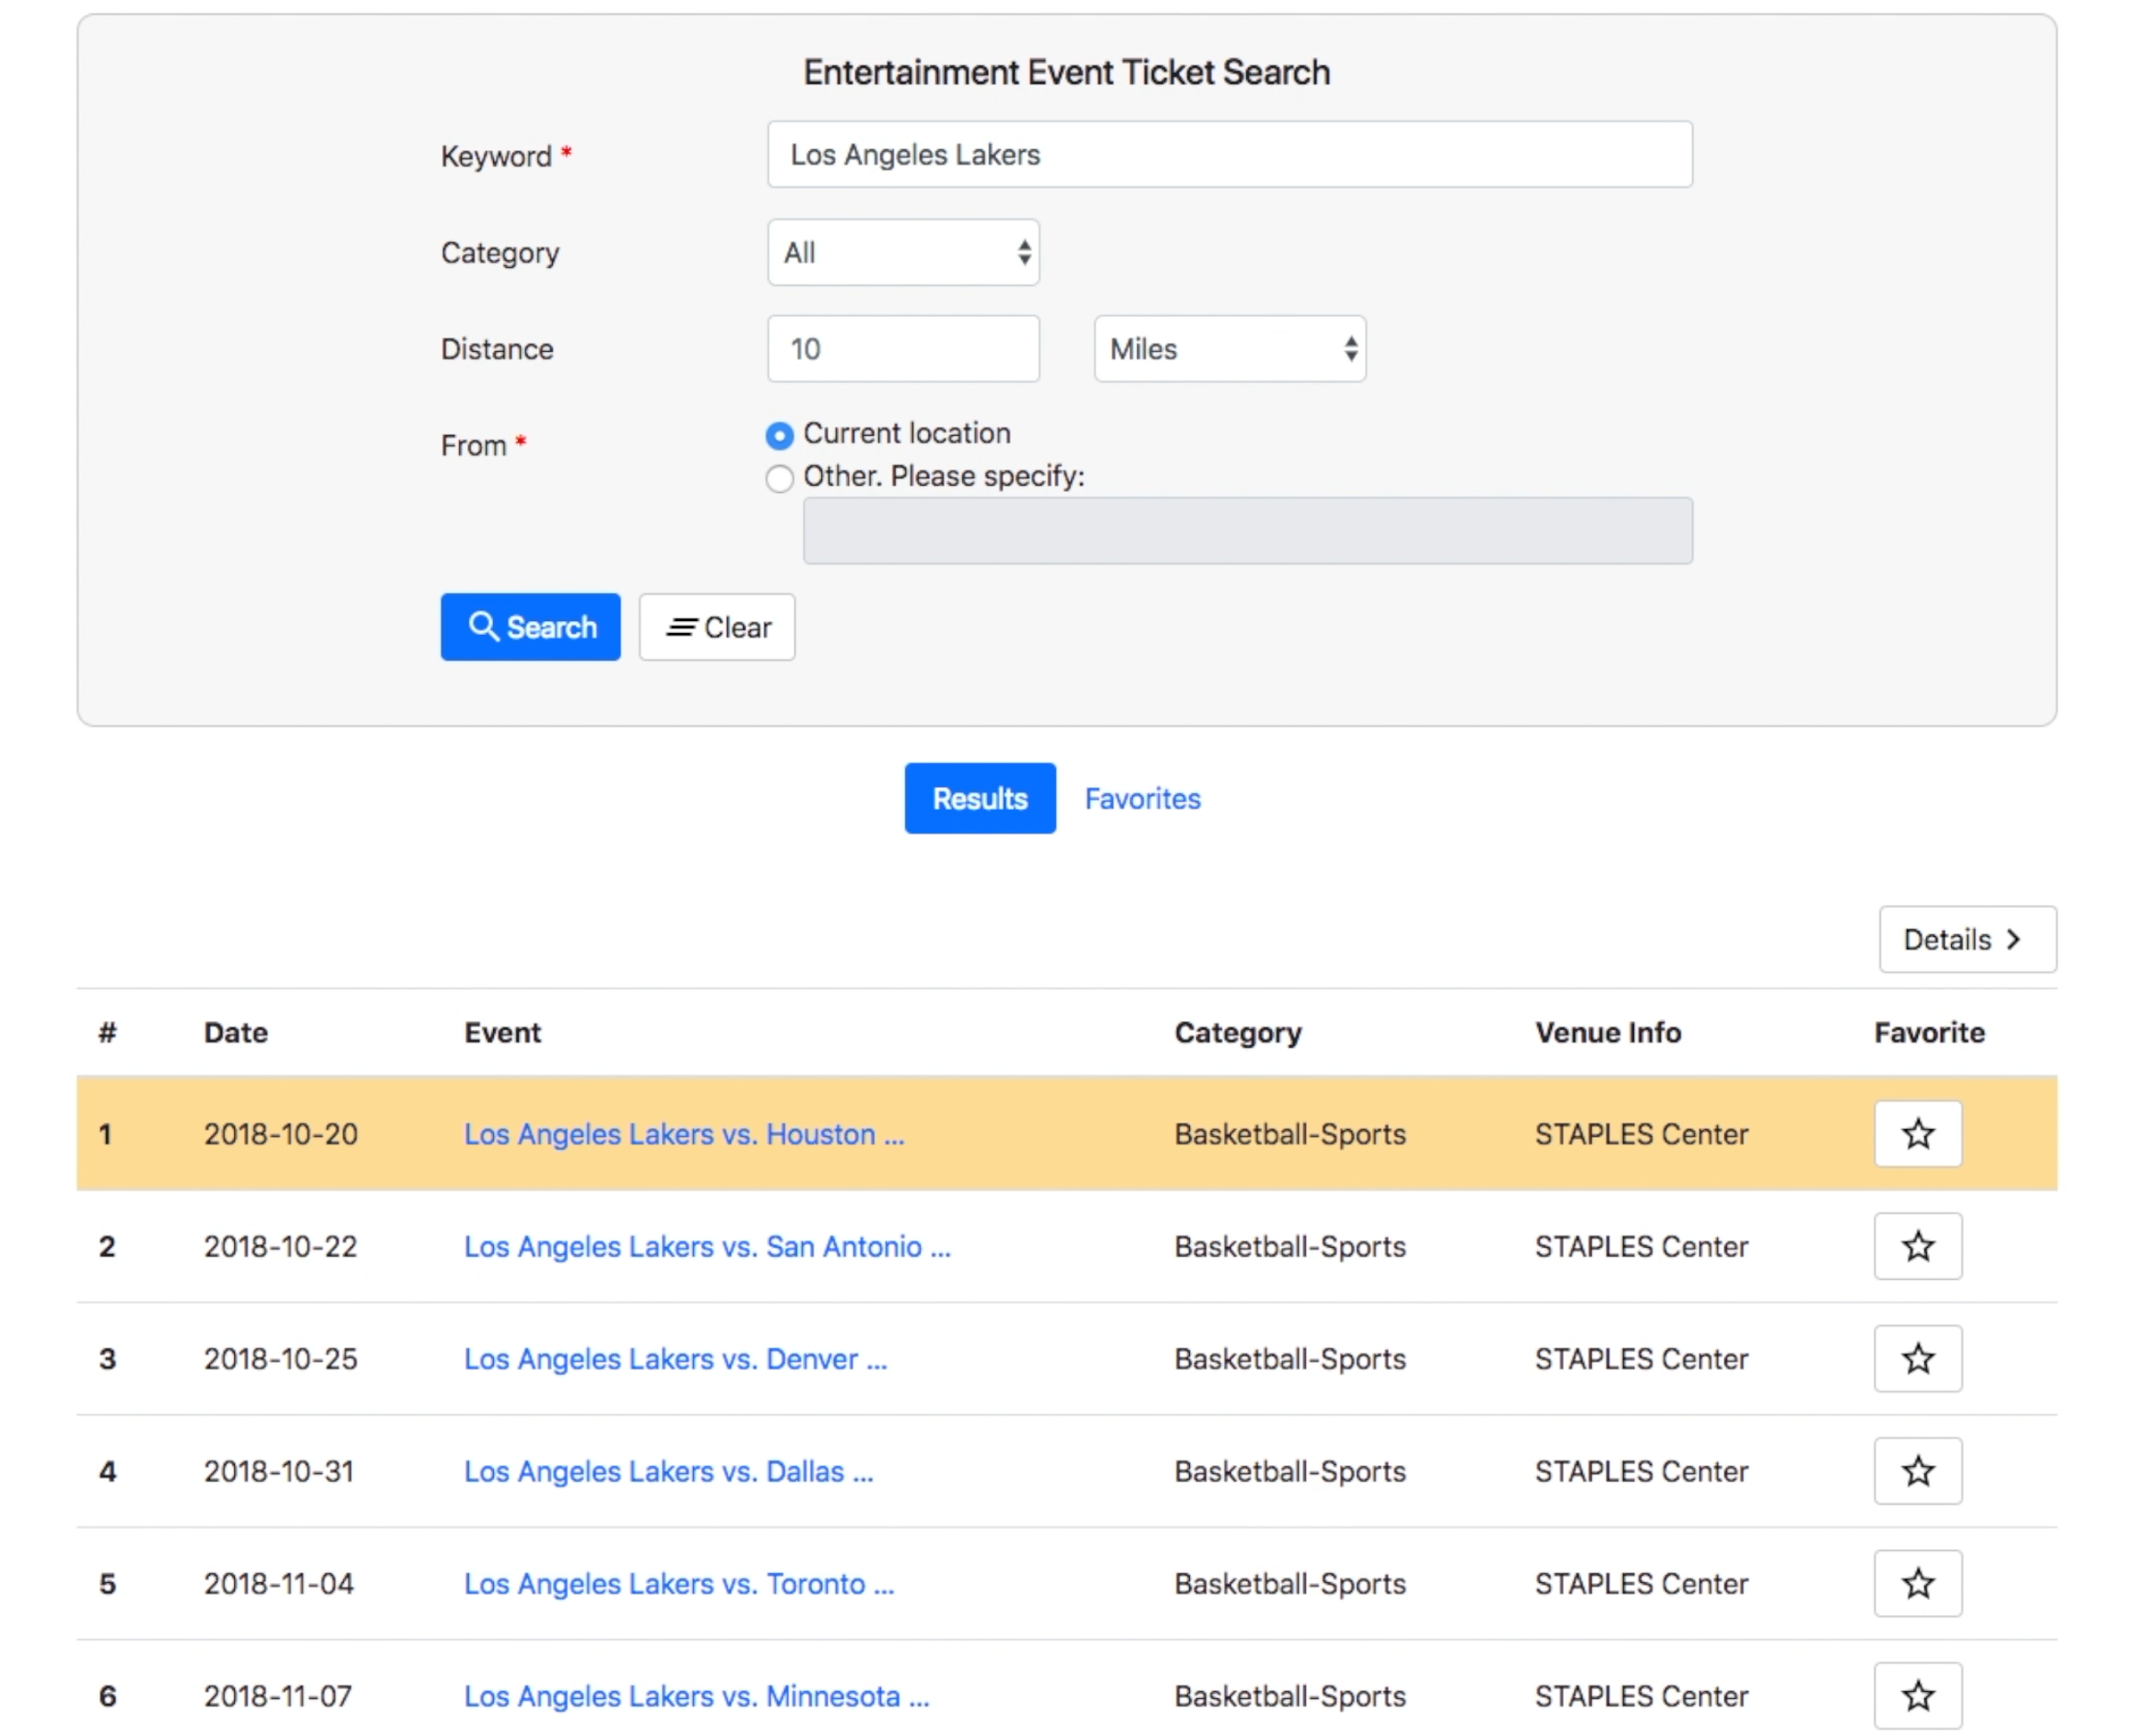 Entertainment Event Ticket Search
Keyword * Los Angeles Lakers
Category All
Distance 10 Miles
From * Current location
Other. Please specify:
Search Clear
Results Favorites
Details
# Date Event Category Venue Info Favorite
1 2018-10-20 Los Angeles Lakers vs. Houston ... Basketball-Sports STAPLES Center
2 2018-10-22 Los Angeles Lakers vs. San Antonio ... Basketball-Sports STAPLES Center
3 2018-10-25 Los Angeles Lakers vs. Denver ... Basketball-Sports STAPLES Center
4 2018-10-31 Los Angeles Lakers vs. Dallas ... Basketball-Sports STAPLES Center
5 2018-11-04 Los Angeles Lakers vs. Toronto ... Basketball-Sports STAPLES Center
6 2018-11-07 Los Angeles Lakers vs. Minnesota ... Basketball-Sports STAPLES Center